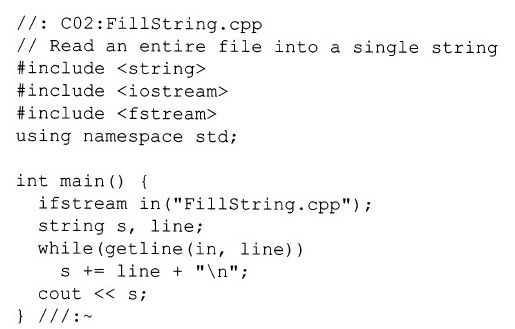 //: C02:FillString.cpp
// Read an entire file into a single string
#include <string>
#include <iostream>
#include <fstream>
using namespace std;

int main() {
  ifstream in("FillString.cpp");
  string s, line;
  while(getline(in, line))
    s += line + "\n";
  cout << s;
} ///:~